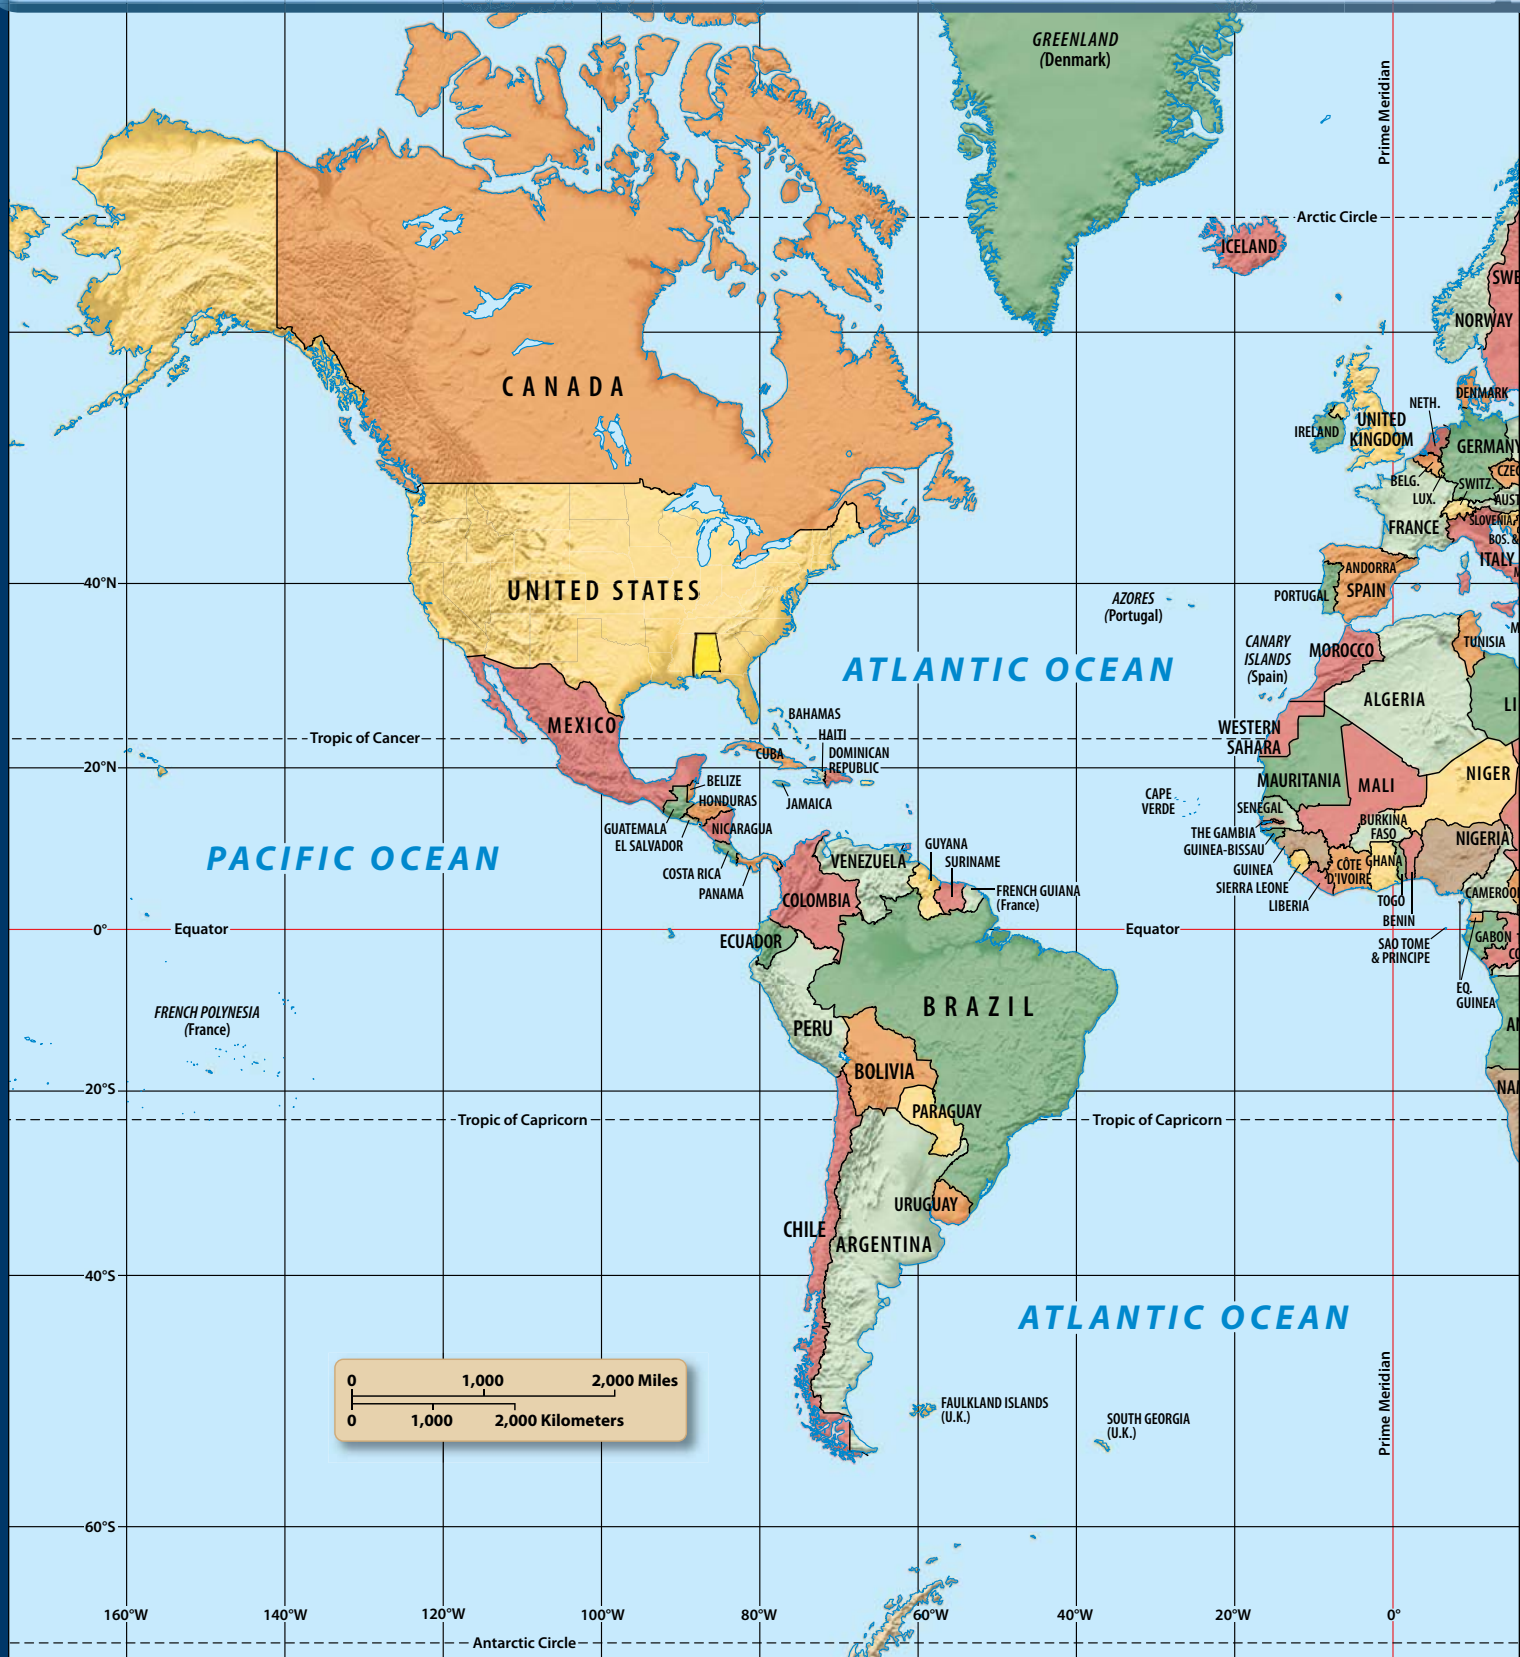 GREENLAND
(Denmark)
Prime Meridian
Arctic Circle
ICELAND
NORWAY
CANADA
DENMARK
NETH.
UNITED
KINGDOM
IRELAND
GERMANY
BELG.
LUX.
SWITZ.
FRANCE
SLOVENIA
ITALY
ANDORRA
SPAIN
PORTUGAL
40°N
UNITED STATES
AZORES
(Portugal)
CANARY
ISLANDS
(Spain)
MOROCCO
TUNISIA
ATLANTIC OCEAN
ALGERIA
MEXICO
BAHAMAS
HAITI
WESTERN
SAHARA
Tropic of Cancer
CUBA
DOMINICAN
REPUBLIC
20°N
BELIZE
HONDURAS
JAMAICA
MAURITANIA
MALI
NIGER
CAPE
VERDE
SENEGAL
GUATEMALA
NICARAGUA
EL SALVADOR
THE GAMBIA
GUINEA-BISSAU
BURKINA
FASO
NIGERIA
PACIFIC OCEAN
COSTA RICA
PANAMA
VENEZUELA
GUYANA
SURINAME
FRENCH GUIANA
(France)
COLOMBIA
GUINEA
SIERRA LEONE
LIBERIA
CÔTE
D'IVOIRE
GHANA
TOGO
BENIN
0°
Equator
ECUADOR
Equator
SAO TOME
& PRINCIPE
GABON
EQ.
GUINEA
FRENCH POLYNESIA
(France)
BRAZIL
PERU
BOLIVIA
20°S
PARAGUAY
Tropic of Capricorn
Tropic of Capricorn
URUGUAY
CHILE
ARGENTINA
40°S
ATLANTIC OCEAN
Prime Meridian
0 1,000 2,000 Miles
0 1,000 2,000 Kilometers
FAULKLAND ISLANDS
(U.K.)
SOUTH GEORGIA
(U.K.)
60°S
160°W 140°W 120°W 100°W 80°W 60°W 40°W 20°W 0°
Antarctic Circle